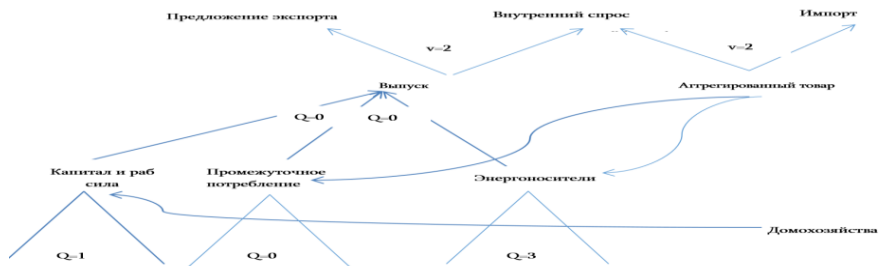 Предложение экспорта
Внутренний спрос
Импорт
v=2
v=2
Выпуск
Аггрегированный товар
Q=0
Q=0
Капитал и раб
сила
Промежуточное
потребление
Энергоносители
Домохозяйства
Q=1
Q=0
Q=3